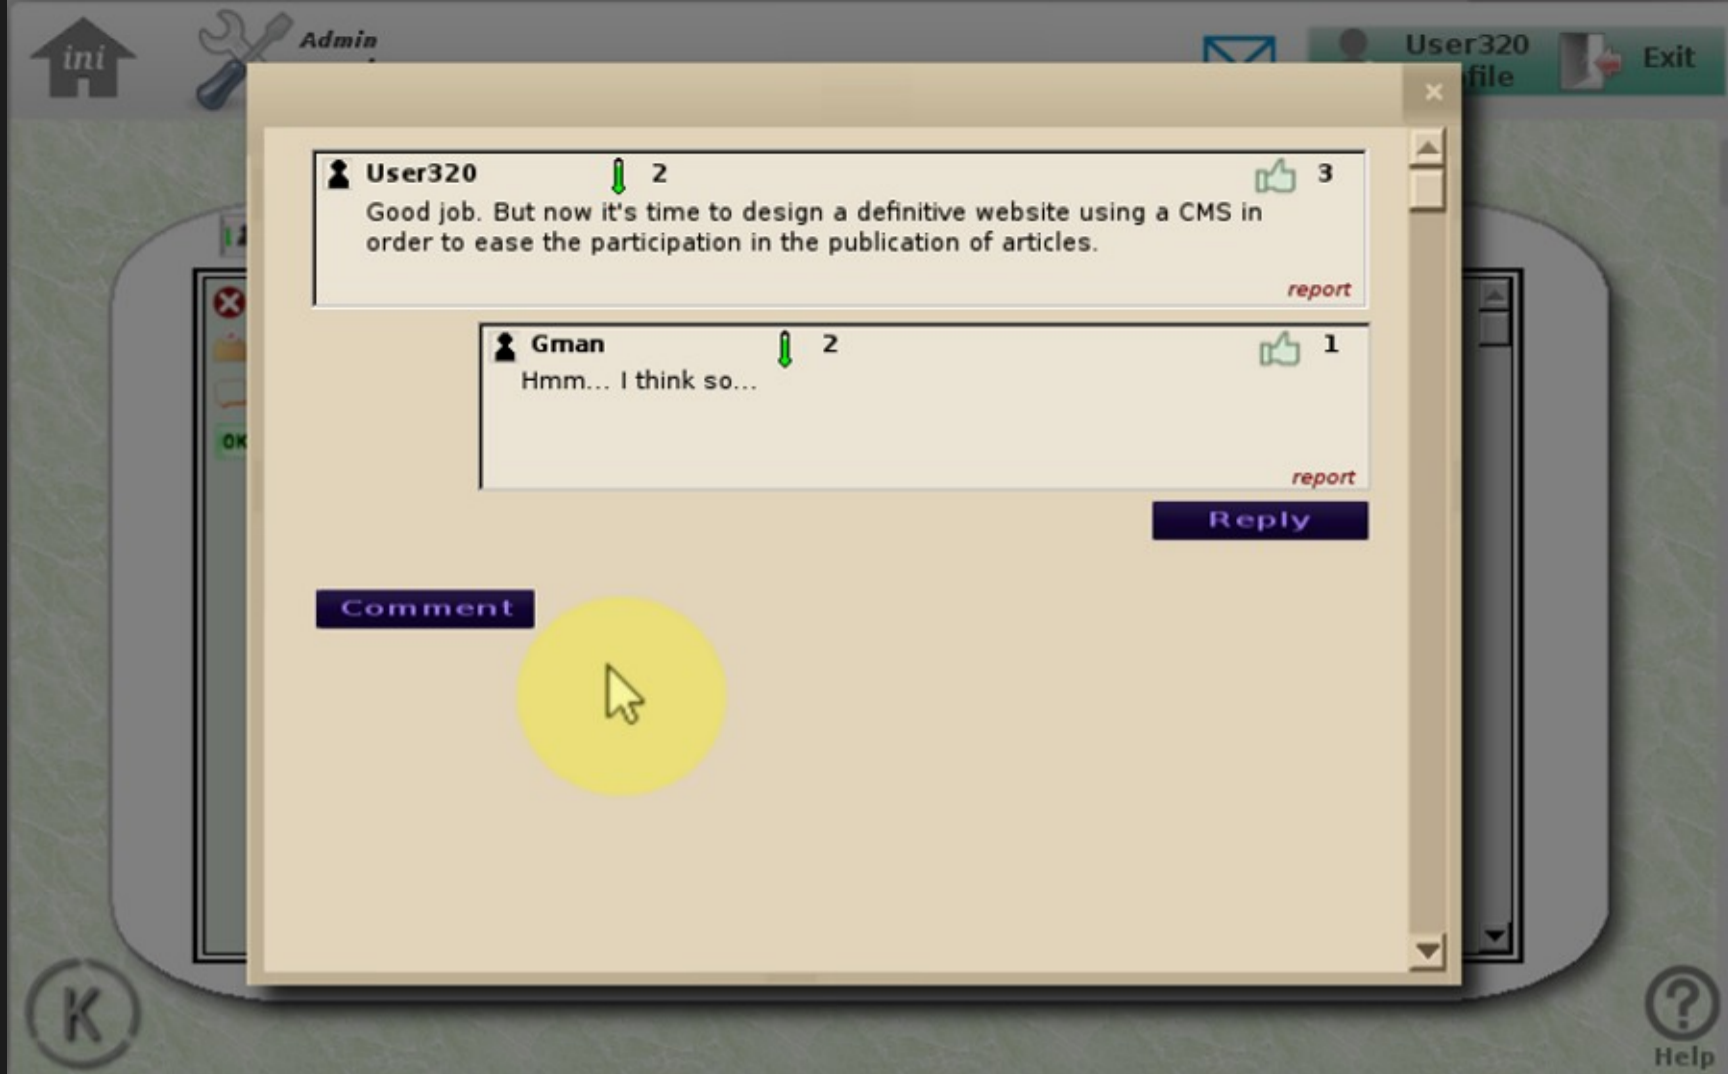 ini
Admin
User320
file
Exit
×
User320 2 3
Good job. But now it's time to design a definitive website using a CMS in
order to ease the participation in the publication of articles.
report
Gman 2 1
Hmm... I think so...
report
Reply
Comment
OK
K
?
Help